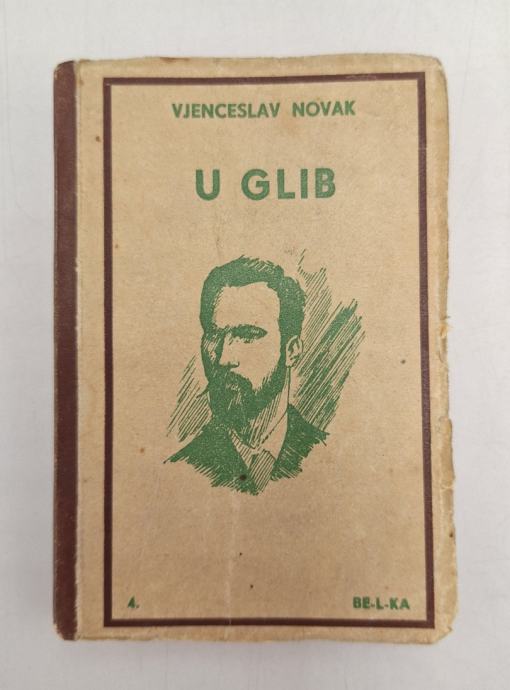 VJENCESLAV NOVAK
U GLIB
4.
BE-L-KA